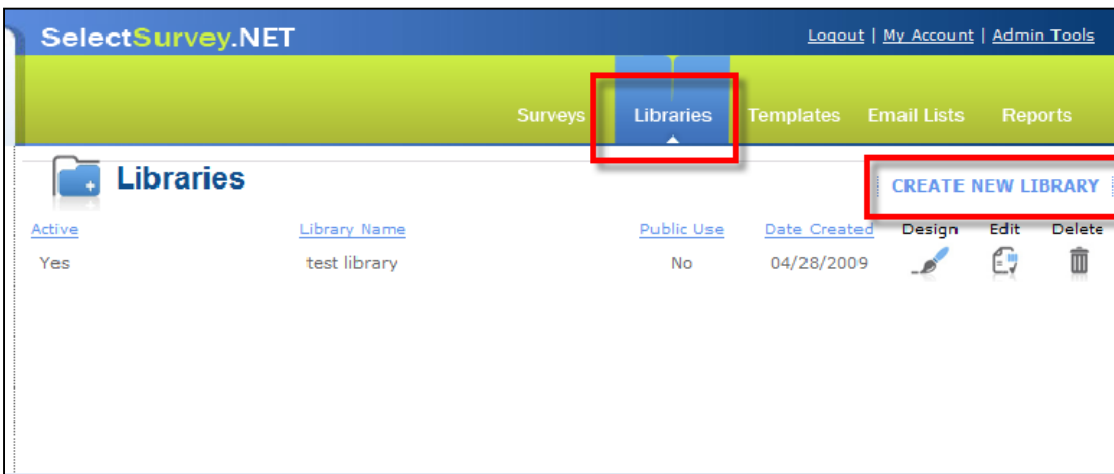 SelectSurvey.NET Logout | My Account | Admin Tools
Surveys Libraries Templates Email Lists Reports
Libraries CREATE NEW LIBRARY
Active Library Name Public Use Date Created Design Edit Delete
Yes test library No 04/28/2009